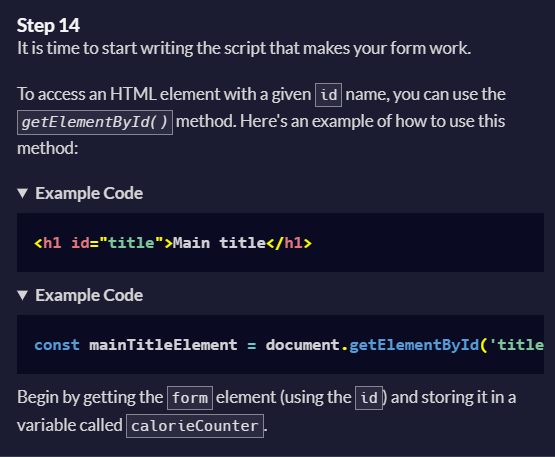 Step 14
It is time to start writing the script that makes your form work.
To access an HTML element with a given id name, you can use the
getElementById() method. Here's an example of how to use this
method:
▼ Example Code
<h1 id="title">Main title</h1>
▼ Example Code
const mainTitleElement = document.getElementById('title
Begin by getting the form element (using the id) and storing it in a
variable called calorieCounter.